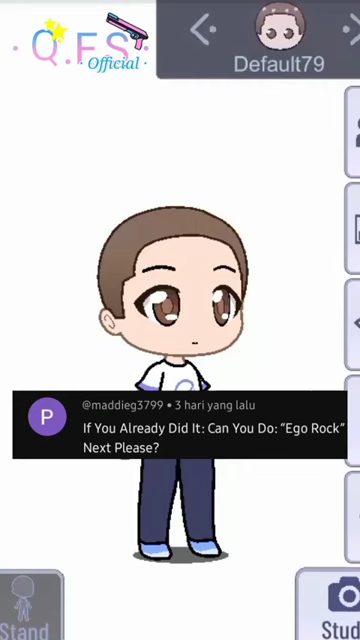 · Q.F.S ·
· Official ·
Default79
P
@maddieg3799 • 3 hari yang lalu
If You Already Did It: Can You Do: “Ego Rock”
Next Please?
Stand
Stud